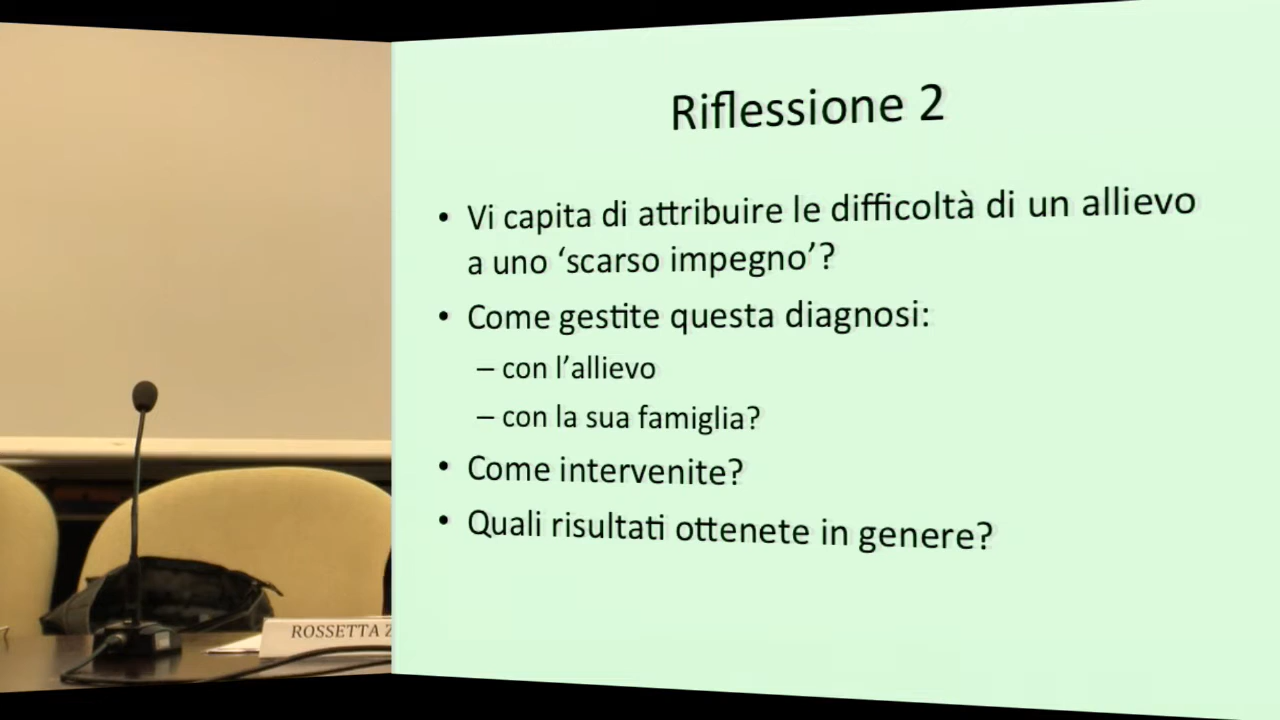 Riflessione 2
• Vi capita di attribuire le difficoltà di un allievo
a uno ‘scarso impegno’?
• Come gestite questa diagnosi:
– con l’allievo
– con la sua famiglia?
• Come intervenite?
• Quali risultati ottenete in genere?
ROSSETTA Z